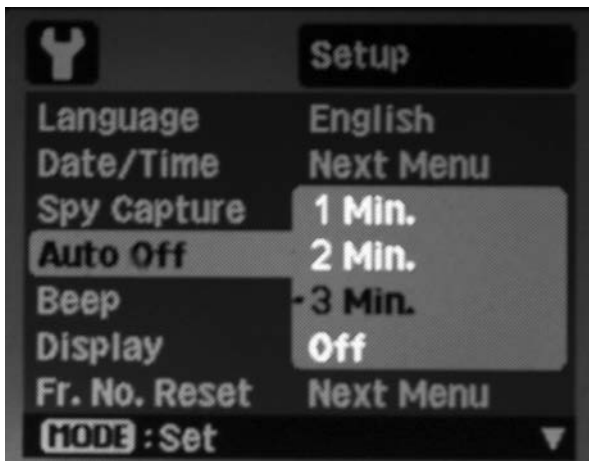 Setup
Language English
Date/Time Next Menu
Spy Capture 1 Min.
Auto Off 2 Min.
Beep 3 Min.
Display Off
Fr. No. Reset Next Menu
MODE :Set